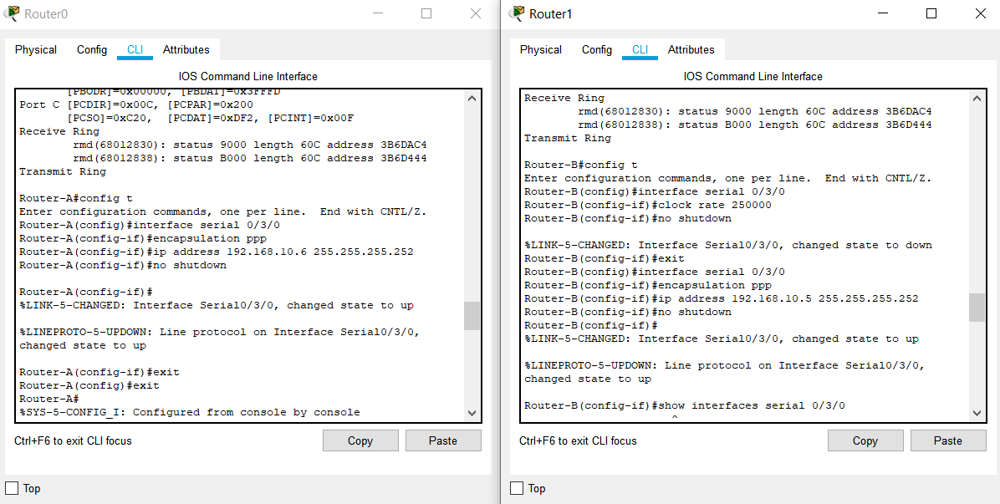 Router0
Physical Config CLI Attributes
IOS Command Line Interface
[PBODR]=0x00000, [PBDAT]=0x3FFFD
Port C [PCDIR]=0x00C, [PCPAR]=0x200
[PCSO]=0xC20, [PCDAT]=0xDF2, [PCINT]=0x00F
Receive Ring
rmd(68012830): status 9000 length 60C address 3B6DAC4
rmd(68012838): status B000 length 60C address 3B6D444
Transmit Ring
Router-A#config t
Enter configuration commands, one per line. End with CNTL/Z.
Router-A(config)#interface serial 0/3/0
Router-A(config-if)#encapsulation ppp
Router-A(config-if)#ip address 192.168.10.6 255.255.255.252
Router-A(config-if)#no shutdown
Router-A(config-if)#
%LINK-5-CHANGED: Interface Serial0/3/0, changed state to up
%LINEPROTO-5-UPDOWN: Line protocol on Interface Serial0/3/0,
changed state to up
Router-A(config-if)#exit
Router-A(config)#exit
Router-A#
%SYS-5-CONFIG_I: Configured from console by console
Ctrl+F6 to exit CLI focus
Copy
Paste
Top
Router1
Physical Config CLI Attributes
IOS Command Line Interface
Receive Ring
rmd(68012830): status 9000 length 60C address 3B6DAC4
rmd(68012838): status B000 length 60C address 3B6D444
Transmit Ring
Router-B#config t
Enter configuration commands, one per line. End with CNTL/Z.
Router-B(config)#interface serial 0/3/0
Router-B(config-if)#clock rate 250000
Router-B(config-if)#no shutdown
%LINK-5-CHANGED: Interface Serial0/3/0, changed state to down
Router-B(config-if)#exit
Router-B(config)#interface serial 0/3/0
Router-B(config-if)#encapsulation ppp
Router-B(config-if)#ip address 192.168.10.5 255.255.255.252
Router-B(config-if)#no shutdown
Router-B(config-if)#
%LINK-5-CHANGED: Interface Serial0/3/0, changed state to up
%LINEPROTO-5-UPDOWN: Line protocol on Interface Serial0/3/0,
changed state to up
Router-B(config-if)#show interfaces serial 0/3/0
^
Ctrl+F6 to exit CLI focus
Copy
Paste
Top